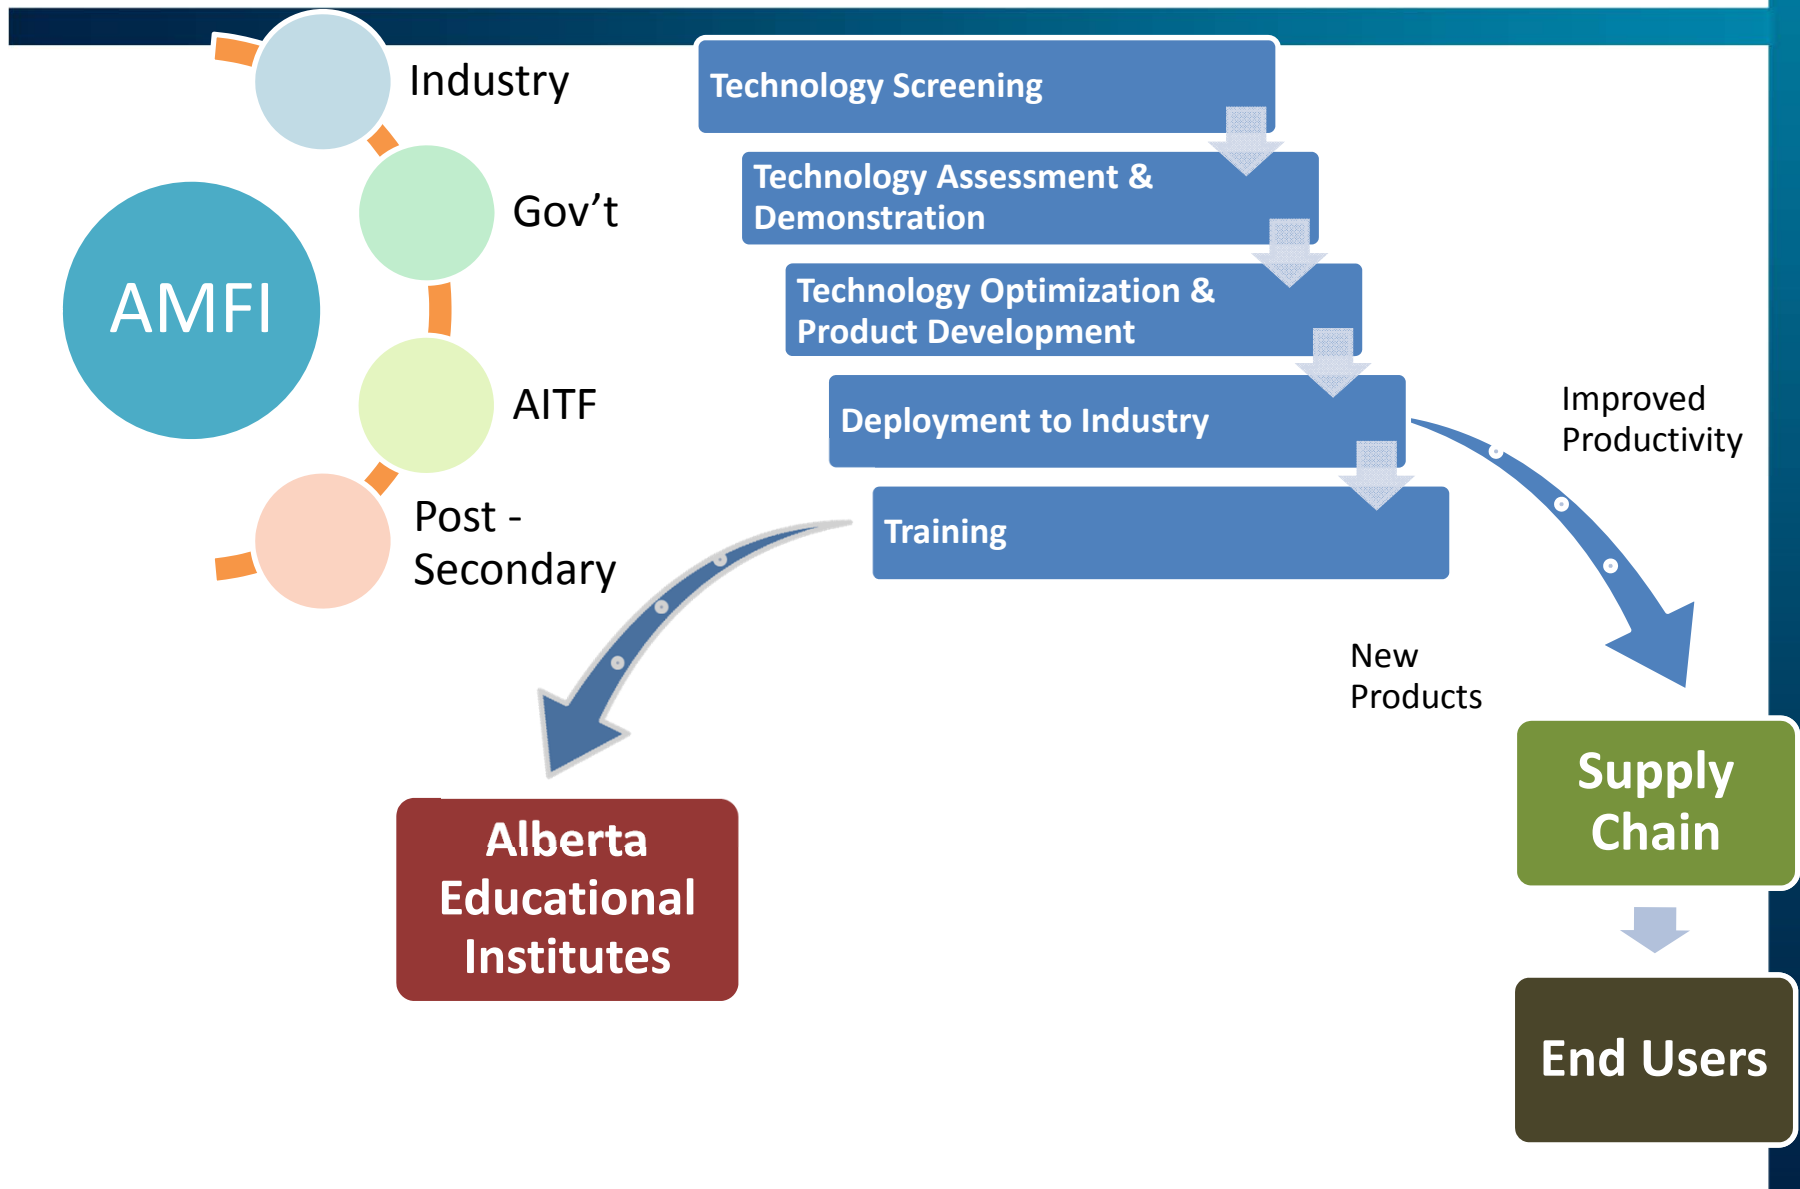 AMFI
Industry
Gov’t
AITF
Post -
Secondary
Technology Screening
Technology Assessment &
Demonstration
Technology Optimization &
Product Development
Deployment to Industry
Training
Improved
Productivity
New
Products
Alberta
Educational
Institutes
Supply
Chain
End Users